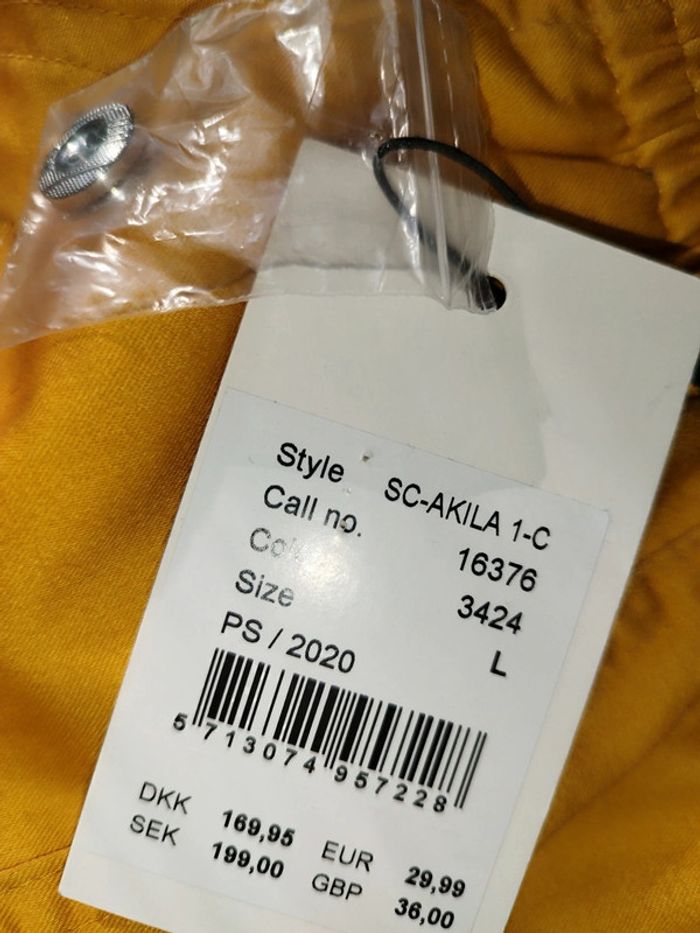 Style SC-AKILA 1-C
Call no. 16376
Col 3424
Size L
PS / 2020
5 713074 957228
DKK 169,95 EUR 29,99
SEK 199,00 GBP 36,00